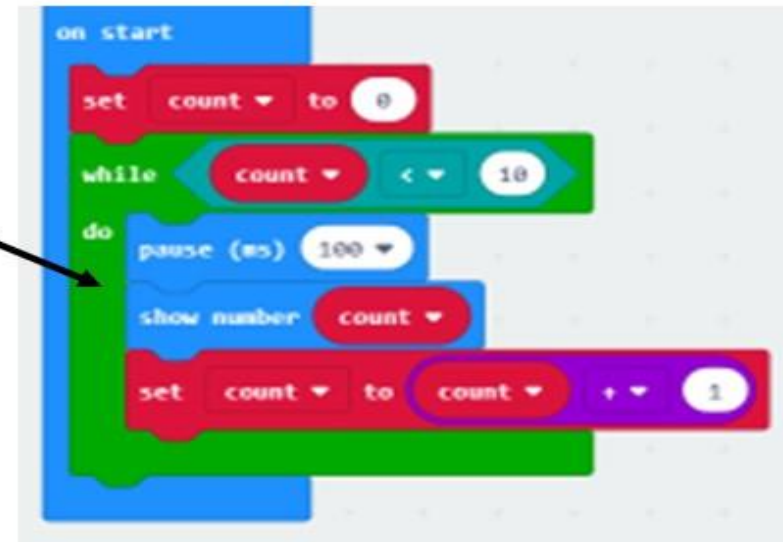 on start
set count to 0
while count < 10
do
pause (ms) 100
show number count
set count to count + 1